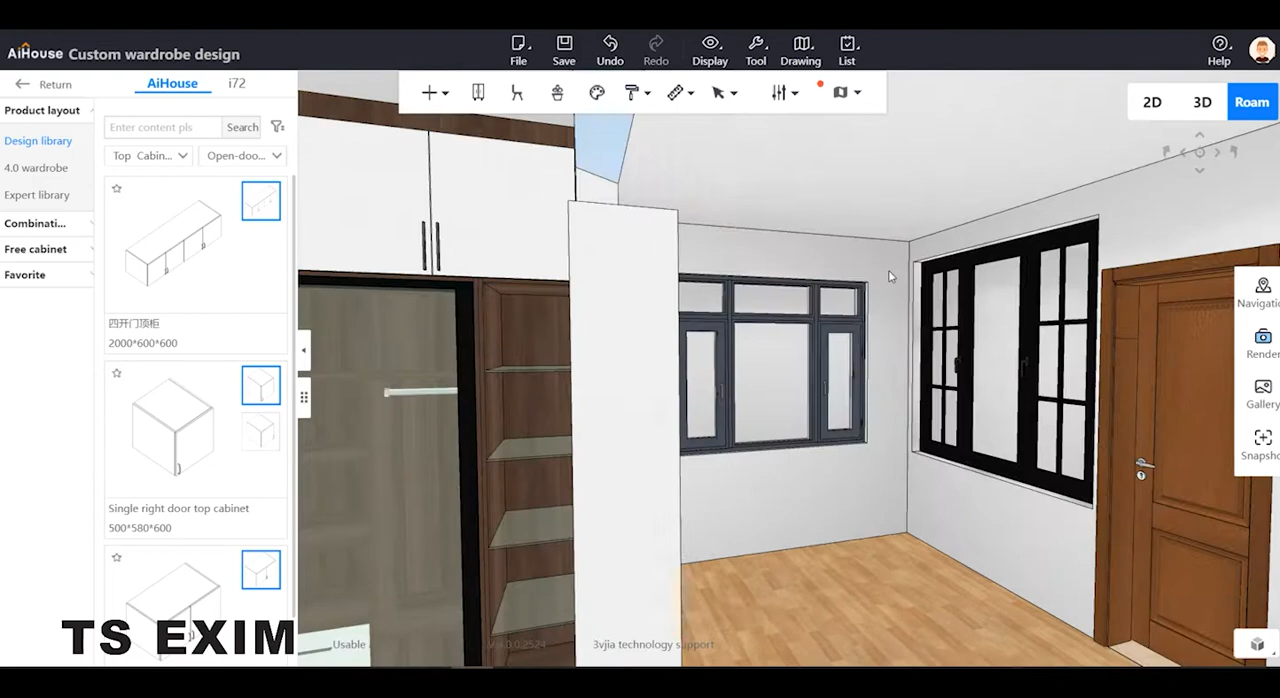 AiHouse Custom wardrobe design
File
Save
Undo
Redo
Display
Tool
Drawing
List
Help
Return
AiHouse
i72
2D
3D
Roam
Product layout
Design library
4.0 wardrobe
Expert library
Combinati...
Free cabinet
Favorite
Enter content pls
Search
Top Cabin...
Open-doo...
四开门顶柜
2000*600*600
Single right door top cabinet
500*580*600
Navigatio
Render
Gallery
Snapsho
TS EXIM
Usable
3vjia technology support